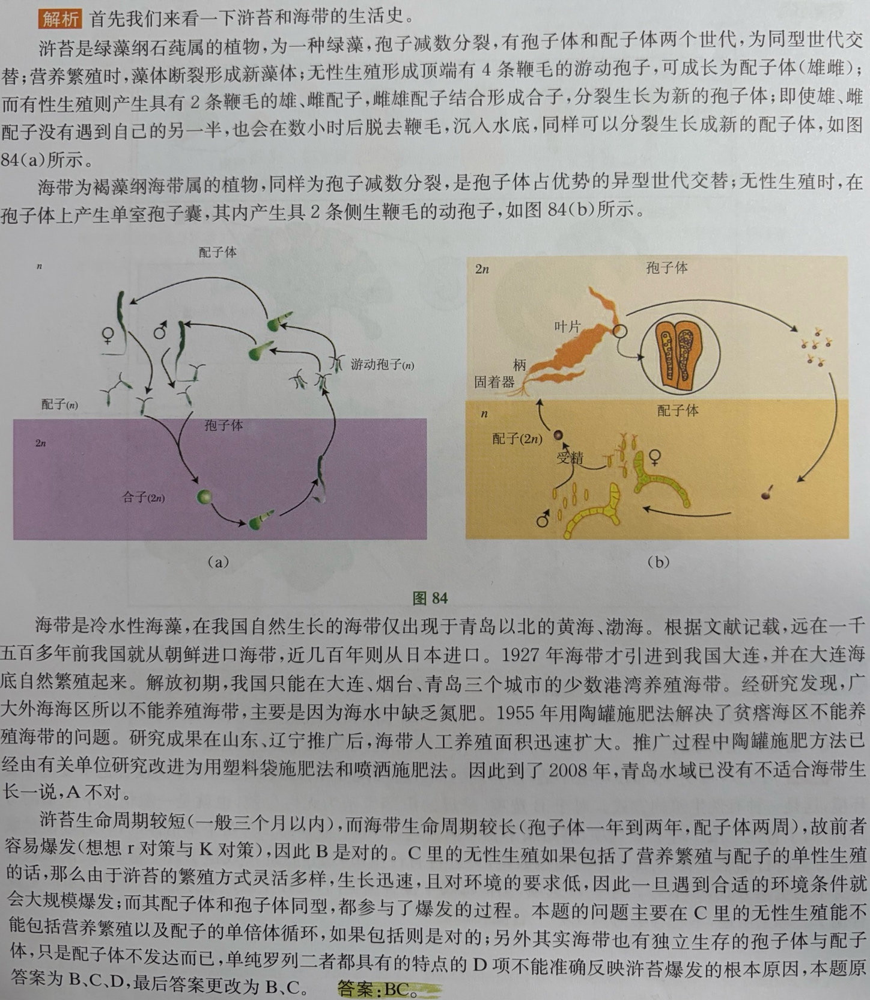 解析 首先我们来看一下浒苔和海带的生活史。
浒苔是绿藻纲石莼属的植物,为一种绿藻,孢子减数分裂,有孢子体和配子体两个世代,为同型世代交
替;营养繁殖时,藻体断裂形成新藻体;无性生殖形成顶端有 4 条鞭毛的游动孢子,可成长为配子体(雄雌);
而有性生殖则产生具有 2 条鞭毛的雄、雌配子,雌雄配子结合形成合子,分裂生长为新的孢子体;即使雄、雌
配子没有遇到自己的另一半,也会在数小时后脱去鞭毛,沉入水底,同样可以分裂生长成新的配子体,如图
84(a)所示。
海带为褐藻纲海带属的植物,同样为孢子减数分裂,是孢子体占优势的异型世代交替;无性生殖时,在
孢子体上产生单室孢子囊,其内产生具 2 条侧生鞭毛的动孢子,如图 84(b)所示。
配子体
n
♀
♂
游动孢子(n)
配子(n)
孢子体
2n
合子(2n)
(a)
2n
孢子体
叶片
柄
固着器
n
配子体
配子(2n)
受精
♀
♂
(b)
图 84
海带是冷水性海藻,在我国自然生长的海带仅出现于青岛以北的黄海、渤海。根据文献记载,远在一千
五百多年前我国就从朝鲜进口海带,近几百年则从日本进口。1927 年海带才引进到我国大连,并在大连海
底自然繁殖起来。解放初期,我国只能在大连、烟台、青岛三个城市的少数港湾养殖海带。经研究发现,广
大外海海区所以不能养殖海带,主要是因为海水中缺乏氮肥。1955 年用陶罐施肥法解决了贫瘩海区不能养
殖海带的问题。研究成果在山东、辽宁推广后,海带人工养殖面积迅速扩大。推广过程中陶罐施肥方法已
经由有关单位研究改进为用塑料袋施肥法和喷洒施肥法。因此到了 2008 年,青岛水域已没有不适合海带生
长一说,A 不对。
浒苔生命周期较短(一般三个月以内),而海带生命周期较长(孢子体一年到两年,配子体两周),故前者
容易爆发(想想 r 对策与 K 对策),因此 B 是对的。C 里的无性生殖如果包括了营养繁殖与配子的单性生殖
的话,那么由于浒苔的繁殖方式灵活多样,生长迅速,且对环境的要求低,因此一旦遇到合适的环境条件就
会大规模爆发;而其配子体和孢子体同型,都参与了爆发的过程。本题的问题主要在 C 里的无性生殖能不
能包括营养繁殖以及配子的单倍体循环,如果包括则是对的;另外其实海带也有独立生存的孢子体与配子
体,只是配子体不发达而已,单纯罗列二者都具有的特点的 D 项不能准确反映浒苔爆发的根本原因,本题原
答案为 B、C、D,最后答案更改为 B、C。 答案:BC。